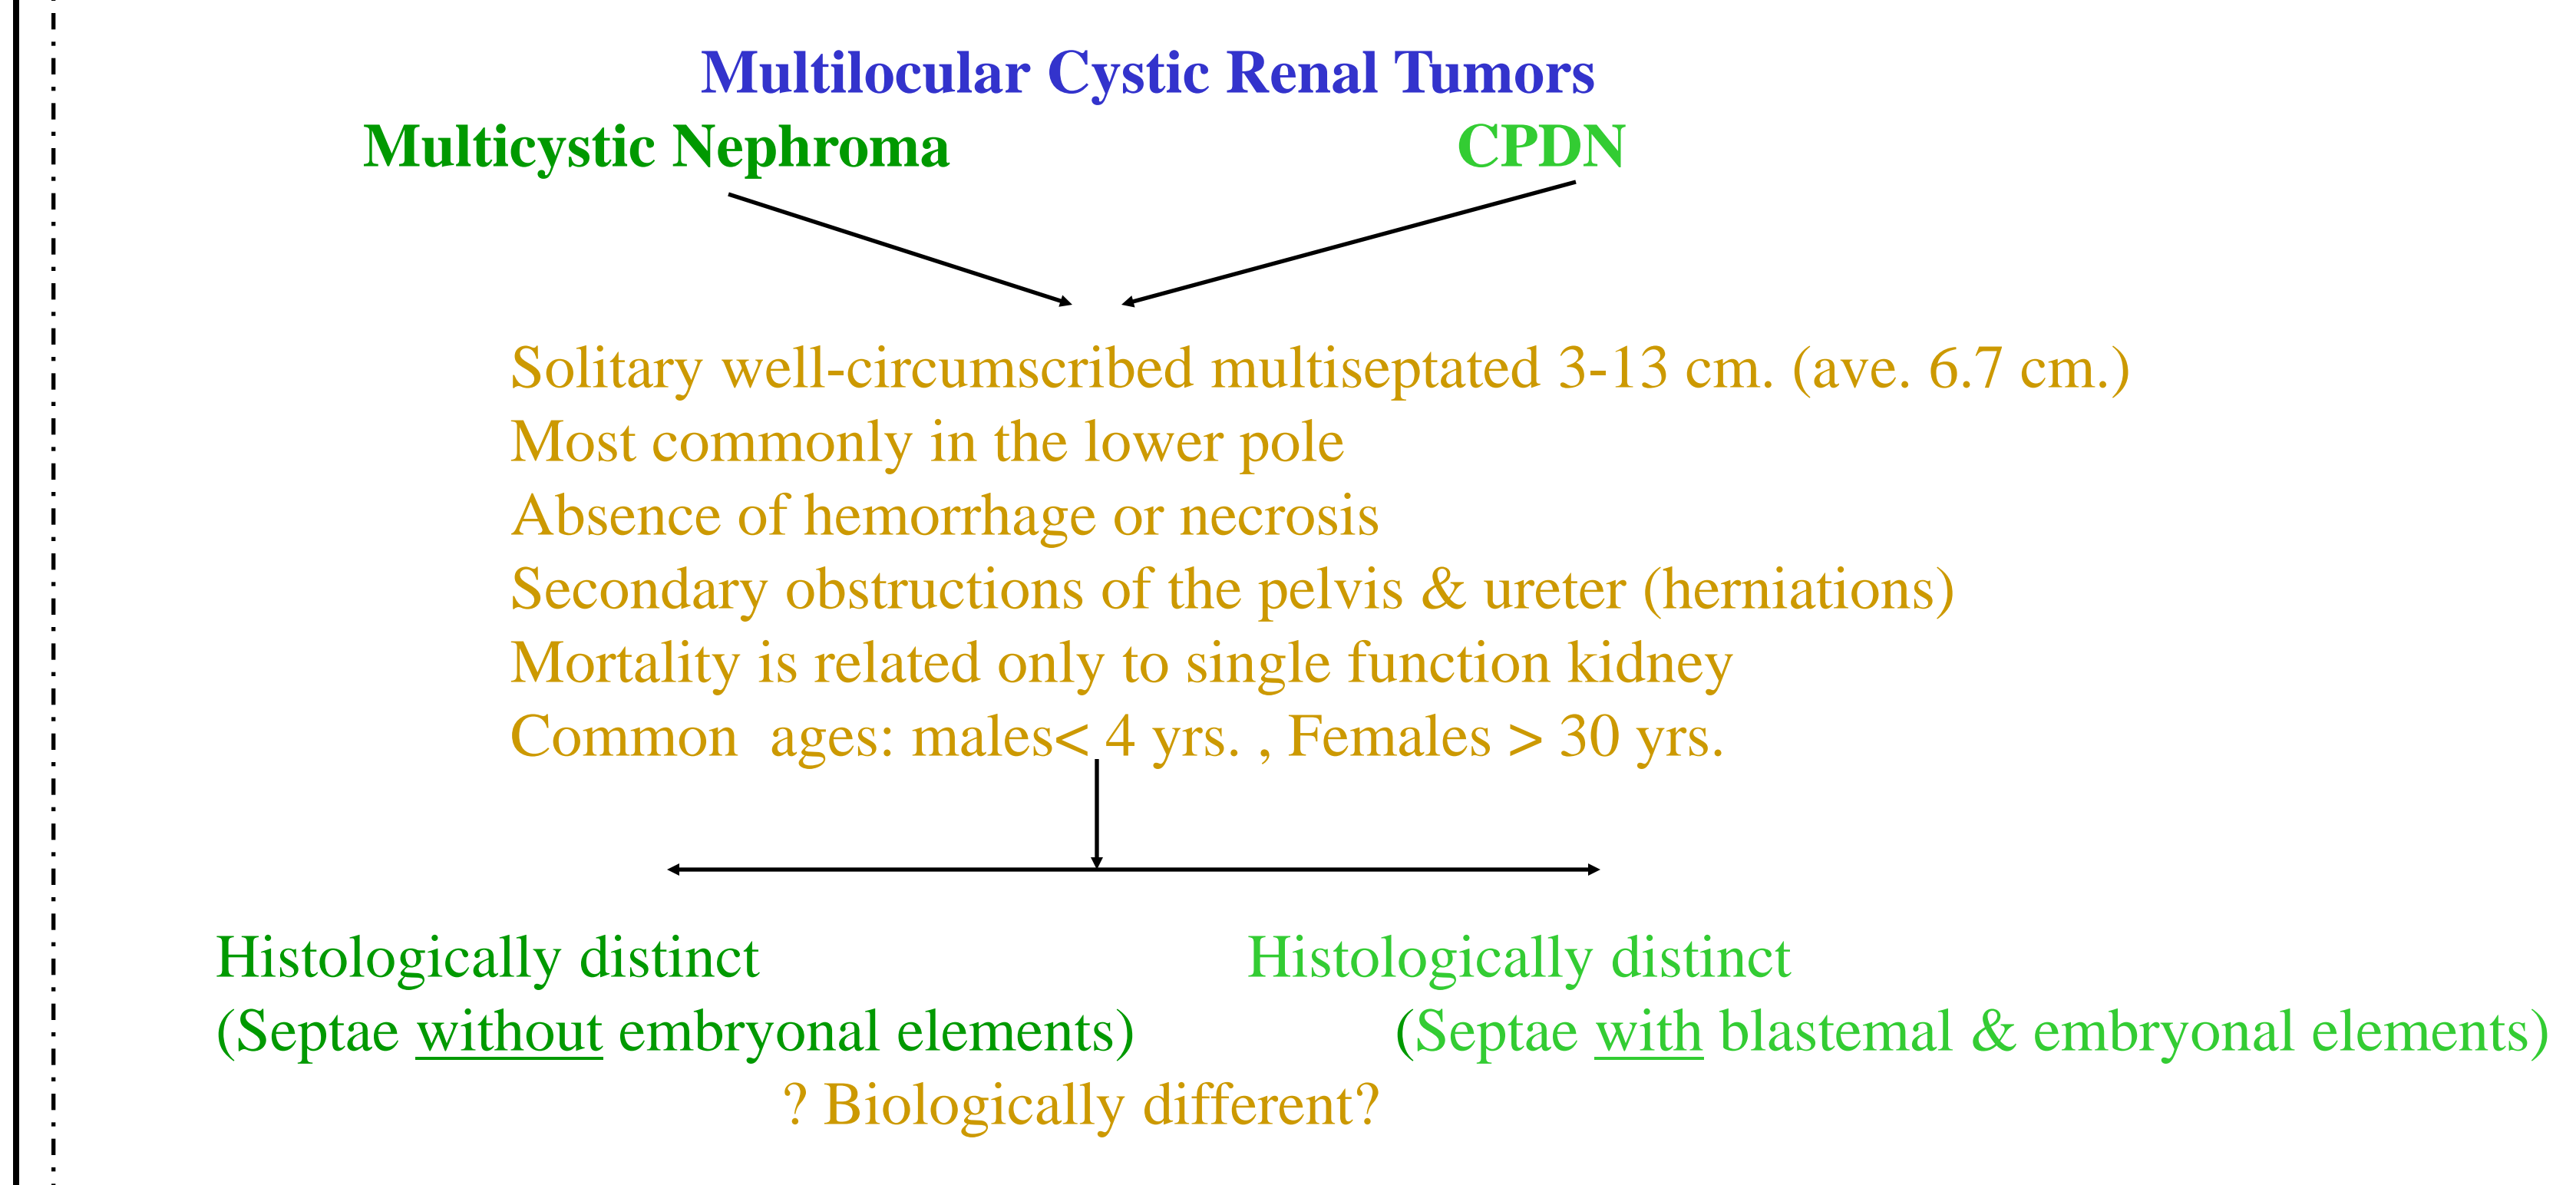 Multilocular Cystic Renal Tumors
Multicystic Nephroma CPDN
Solitary well-circumscribed multiseptated 3-13 cm. (ave. 6.7 cm.)
Most commonly in the lower pole
Absence of hemorrhage or necrosis
Secondary obstructions of the pelvis & ureter (herniations)
Mortality is related only to single function kidney
Common ages: males< 4 yrs. , Females > 30 yrs.
Histologically distinct Histologically distinct
(Septae without embryonal elements) (Septae with blastemal & embryonal elements)
? Biologically different?